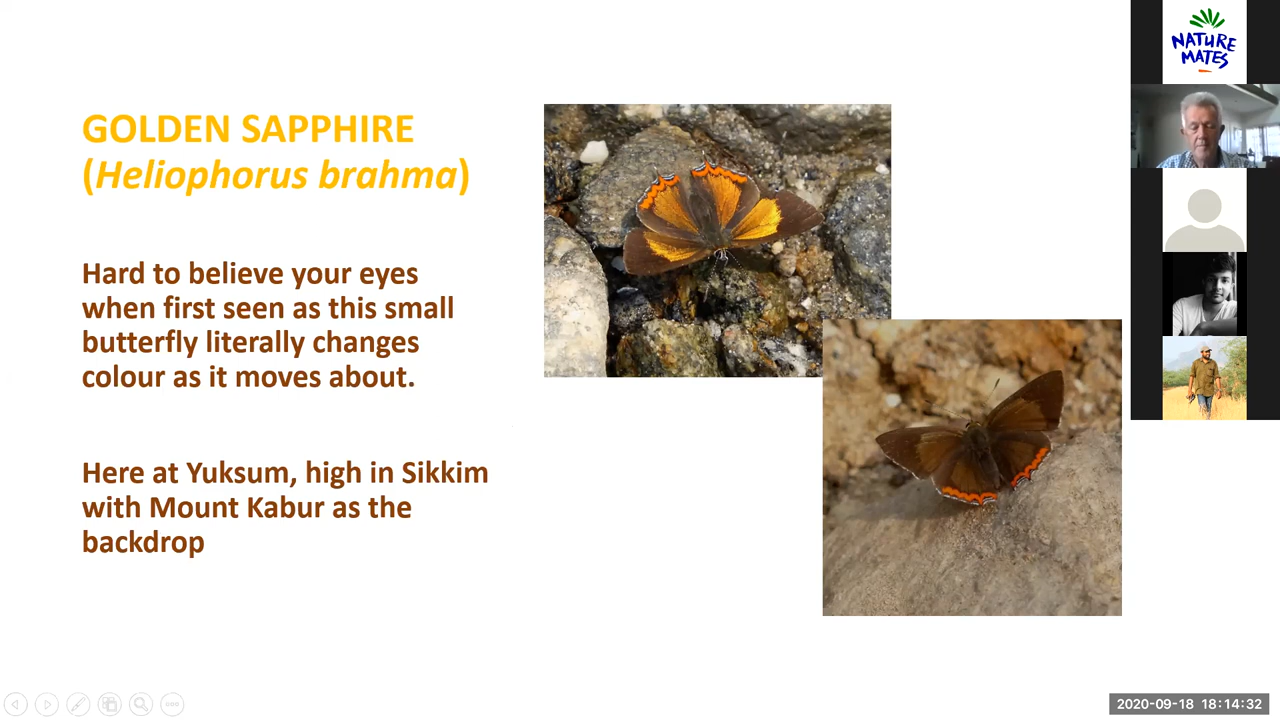 GOLDEN SAPPHIRE
(Heliophorus brahma)
Hard to believe your eyes
when first seen as this small
butterfly literally changes
colour as it moves about.
Here at Yuksum, high in Sikkim
with Mount Kabur as the
backdrop
NATURE
MATES
2020-09-18 18:14:32